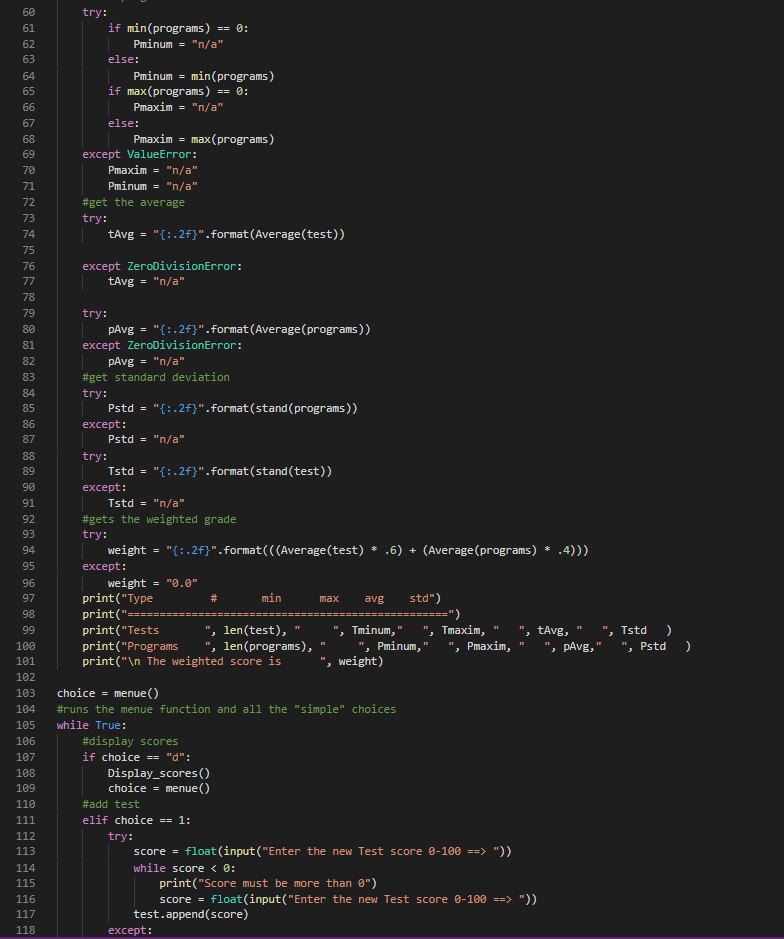 60 try:
61 if min(programs) == 0:
62 Pminum = "n/a"
63 else:
64 Pminum = min(programs)
65 if max(programs) == 0:
66 Pmaxim = "n/a"
67 else:
68 Pmaxim = max(programs)
69 except ValueError:
70 Pmaxim = "n/a"
71 Pminum = "n/a"
72 #get the average
73 try:
74 tAvg = "{:.2f}".format(Average(test))
75
76 except ZeroDivisionError:
77 tAvg = "n/a"
78
79 try:
80 pAvg = "{:.2f}".format(Average(programs))
81 except ZeroDivisionError:
82 pAvg = "n/a"
83 #get standard deviation
84 try:
85 Pstd = "{:.2f}".format(stand(programs))
86 except:
87 Pstd = "n/a"
88 try:
89 Tstd = "{:.2f}".format(stand(test))
90 except:
91 Tstd = "n/a"
92 #gets the weighted grade
93 try:
94 weight = "{:.2f}".format(((Average(test) * .6) + (Average(programs) * .4)))
95 except:
96 weight = "0.0"
97 print("Type         #       min      max    avg    std")
98 print("==================================================")
99 print("Tests       ", len(test), "     ", Tminum,"   ", Tmaxim, "   ", tAvg, "   ", Tstd   )
100 print("Programs    ", len(programs), "     ", Pminum,"   ", Pmaxim, "   ", pAvg,"   ", Pstd   )
101 print("\n The weighted score is      ", weight)
102
103 choice = menue()
104 #runs the menue function and all the "simple" choices
105 while True:
106 #display scores
107 if choice == "d":
108 Display_scores()
109 choice = menue()
110 #add test
111 elif choice == 1:
112 try:
113 score = float(input("Enter the new Test score 0-100 ==> "))
114 while score < 0:
115 print("Score must be more than 0")
116 score = float(input("Enter the new Test score 0-100 ==> "))
117 test.append(score)
118 except: